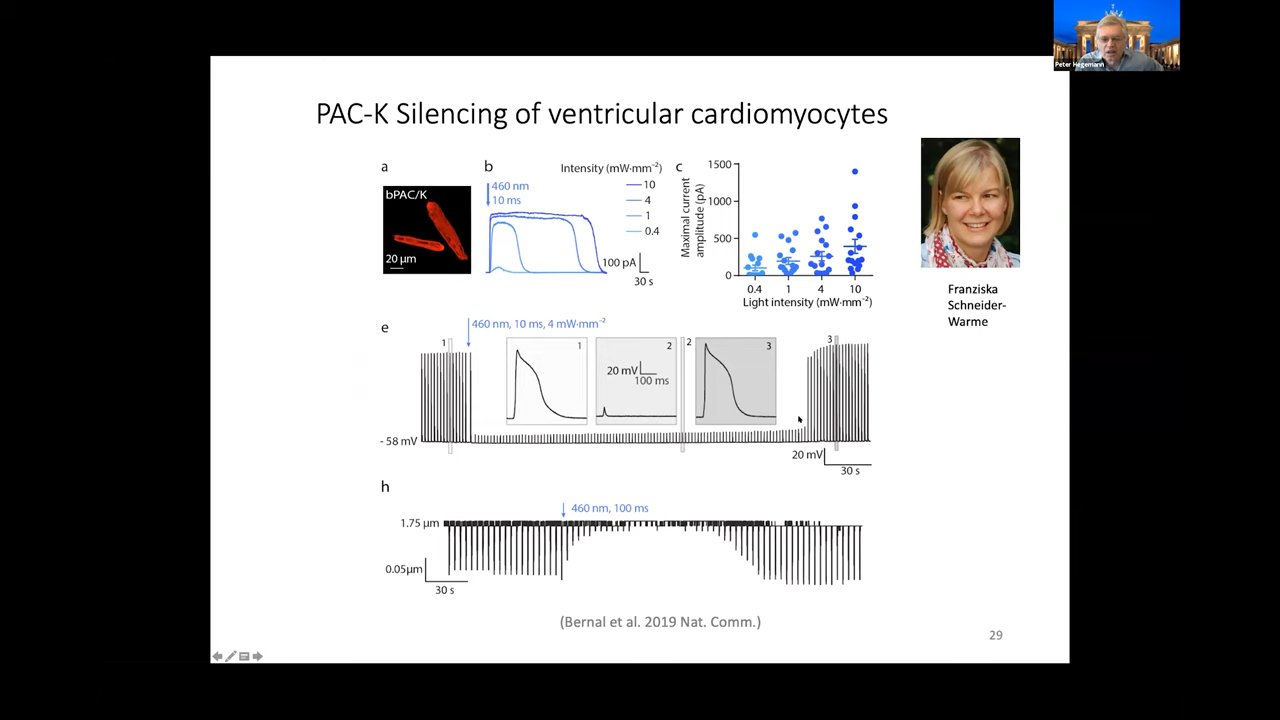 Peter Hegemann
PAC-K Silencing of ventricular cardiomyocytes
a
bPAC/K
20 µm
b
460 nm
10 ms
Intensity (mW·mm⁻²)
10
4
1
0.4
100 pA
30 s
c
Maximal current
amplitude (pA)
1500
1000
500
0
0.4 1 4 10
Light intensity (mW·mm⁻²)
Franziska
Schneider-
Warme
e
460 nm, 10 ms, 4 mW·mm⁻²
1
1
2
20 mV
100 ms
2
3
3
- 58 mV
20 mV
30 s
h
460 nm, 100 ms
1.75 µm
0.05µm
30 s
(Bernal et al. 2019 Nat. Comm.)
29